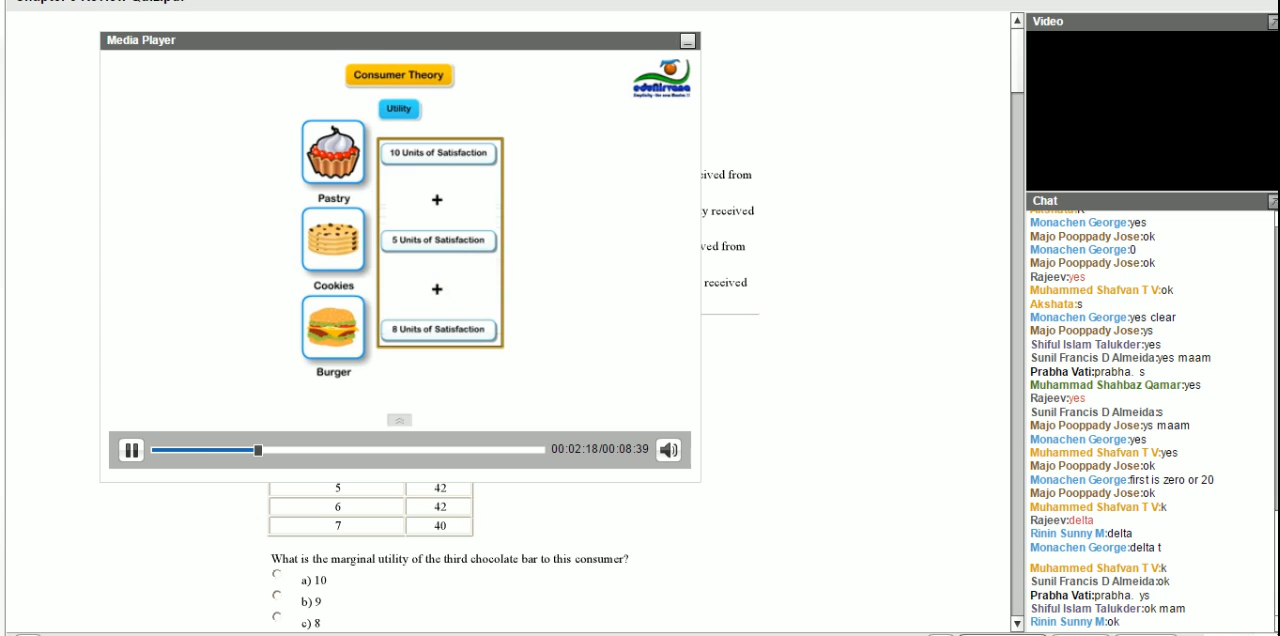 Media Player
Consumer Theory
eduNirvana
Utility
10 Units of Satisfaction
+
Pastry
5 Units of Satisfaction
+
Cookies
8 Units of Satisfaction
Burger
00:02:18/00:08:39
ived from
y received
ved from
received
5 42
6 42
7 40
What is the marginal utility of the third chocolate bar to this consumer?
a) 10
b) 9
c) 8
Video
Chat
Monachen George:yes
Majo Pooppady Jose:ok
Monachen George:0
Majo Pooppady Jose:ok
Rajeev:yes
Muhammed Shafvan T V:ok
Akshata:s
Monachen George:yes clear
Majo Pooppady Jose:ys
Shiful Islam Talukder:yes
Sunil Francis D Almeida:yes maam
Prabha Vati:prabha. s
Muhammad Shahbaz Qamar:yes
Rajeev:yes
Sunil Francis D Almeida:s
Majo Pooppady Jose:ys maam
Monachen George:yes
Muhammed Shafvan T V:yes
Majo Pooppady Jose:ok
Monachen George:first is zero or 20
Majo Pooppady Jose:ok
Muhammed Shafvan T V:k
Rajeev:delta
Rinin Sunny M:delta
Monachen George:delta t
Muhammed Shafvan T V:k
Sunil Francis D Almeida:ok
Prabha Vati:prabha. ys
Shiful Islam Talukder:ok mam
Rinin Sunny M:ok